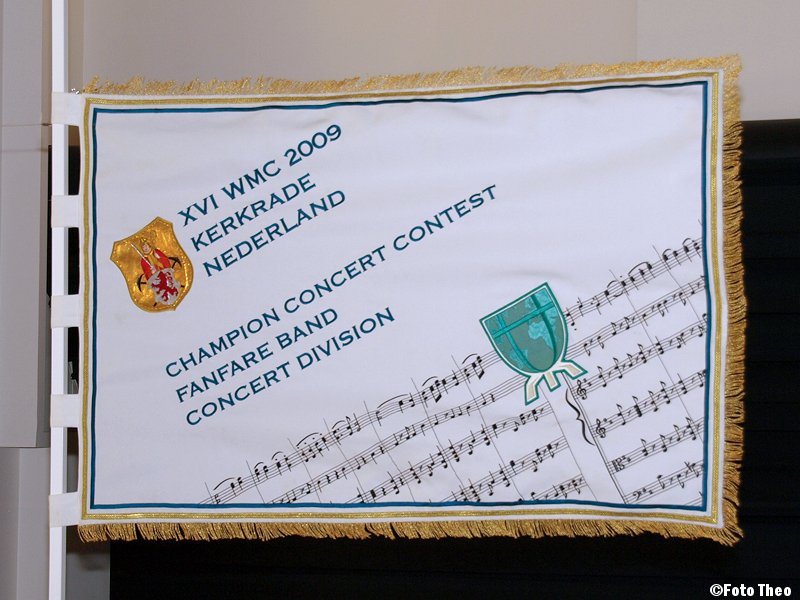 XVI WMC 2009
KERKRADE
NEDERLAND
CHAMPION CONCERT CONTEST
FANFARE BAND
CONCERT DIVISION
©Foto Theo